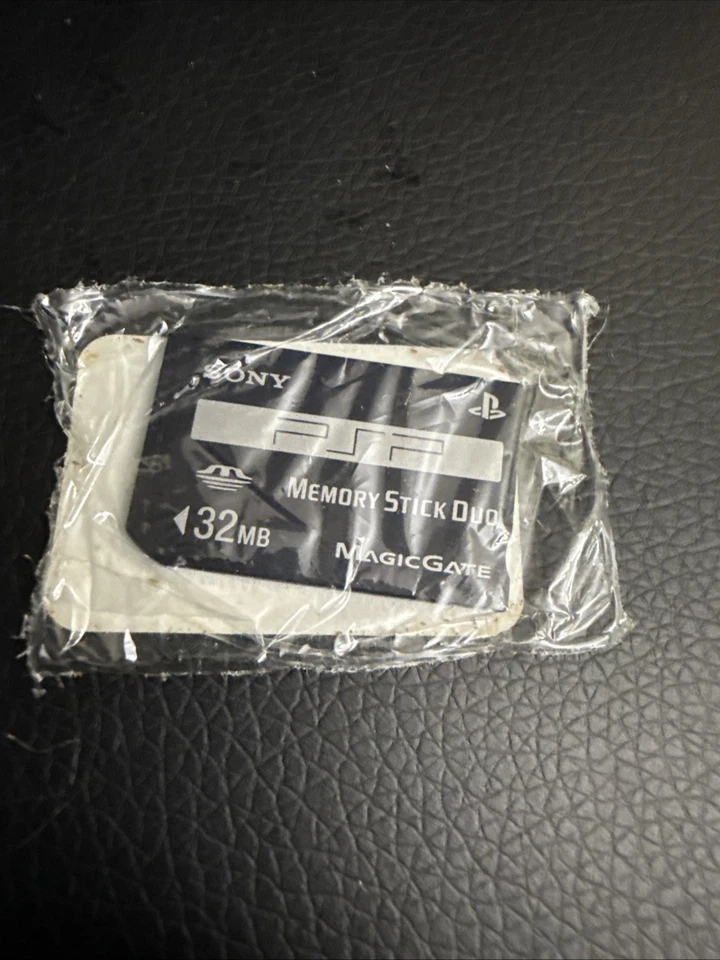 SONY
PSP
MEMORY STICK DUO
32MB
MAGICGATE